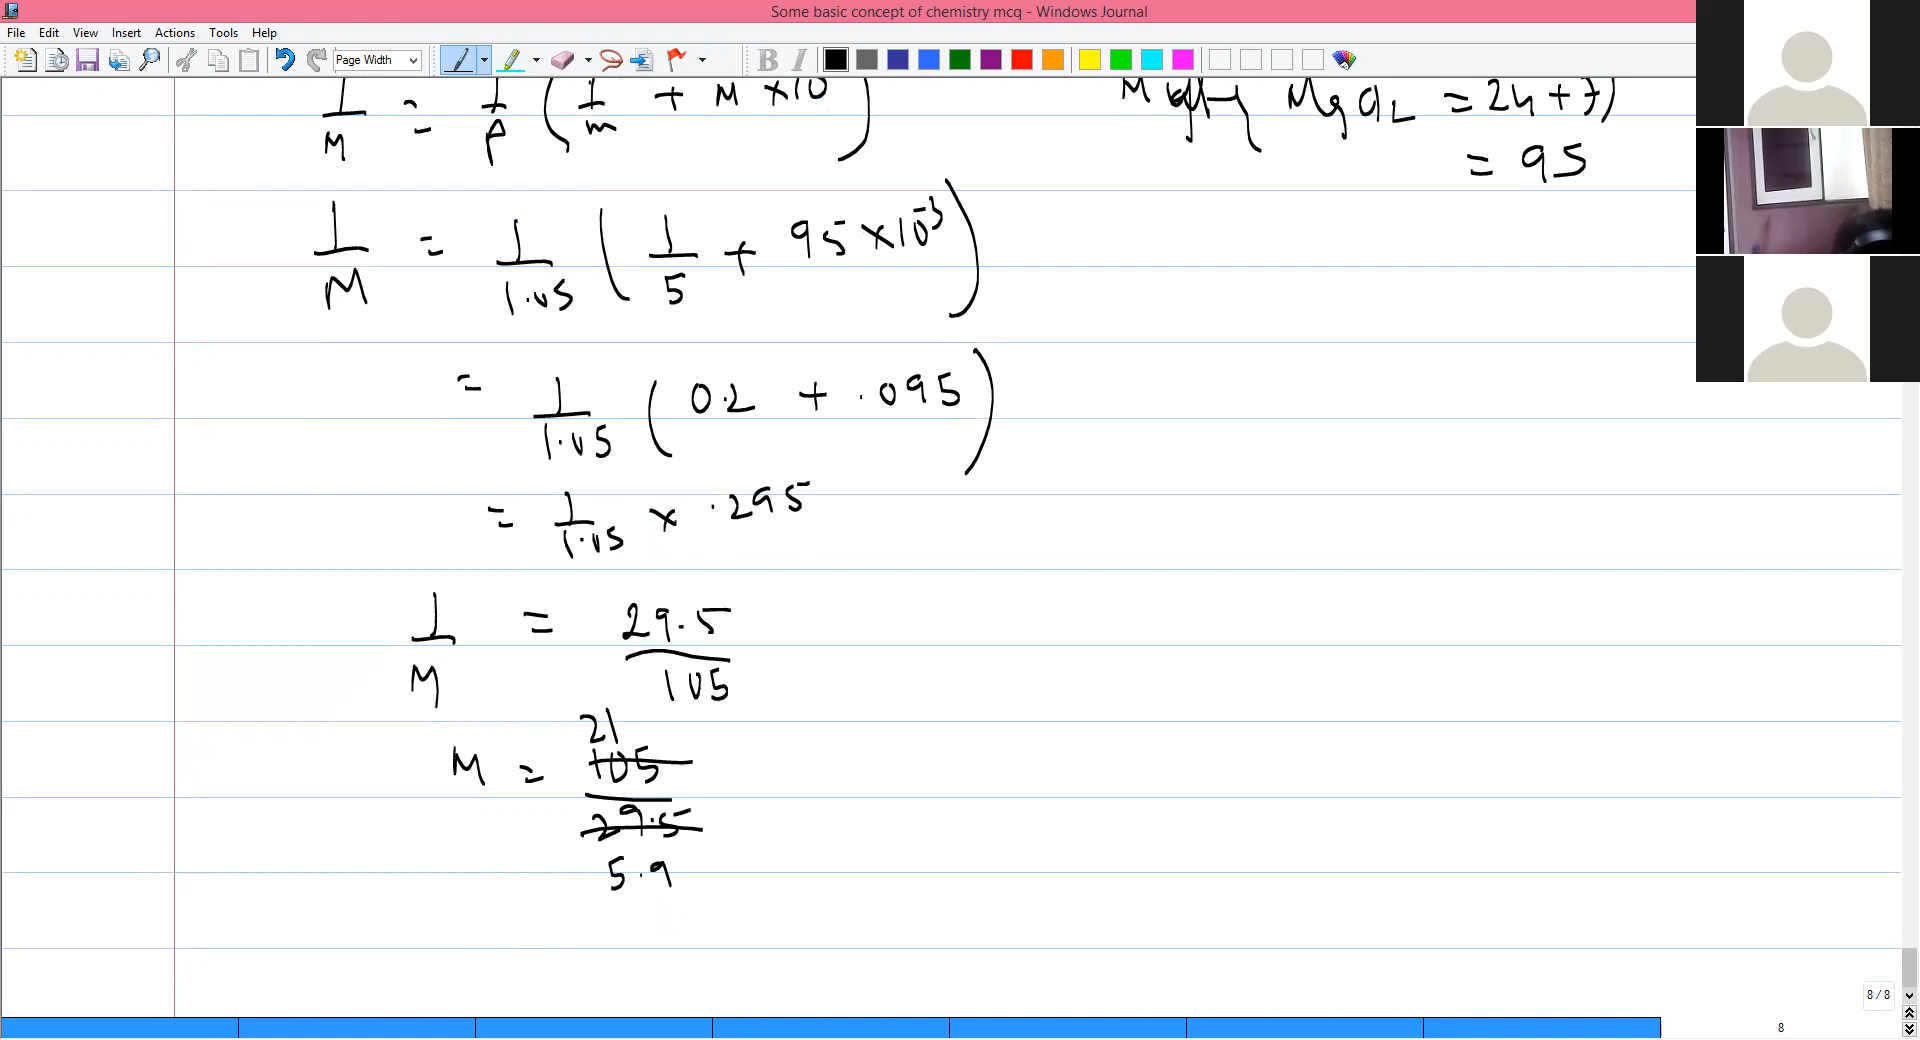 Some basic concept of chemistry mcq - Windows Journal
File Edit View Insert Actions Tools Help
Page Width
B I
1/M = 1/ρ (1/m + M × 10
MgCl2 = 24 + 71
= 95
1/M = 1/1.05 (1/5 + 95 × 10^-3)
= 1/1.05 (0.2 + .095)
= 1/1.05 × .295
1/M = 29.5/105
21
M = 105/29.5
5.9
8 / 8
8